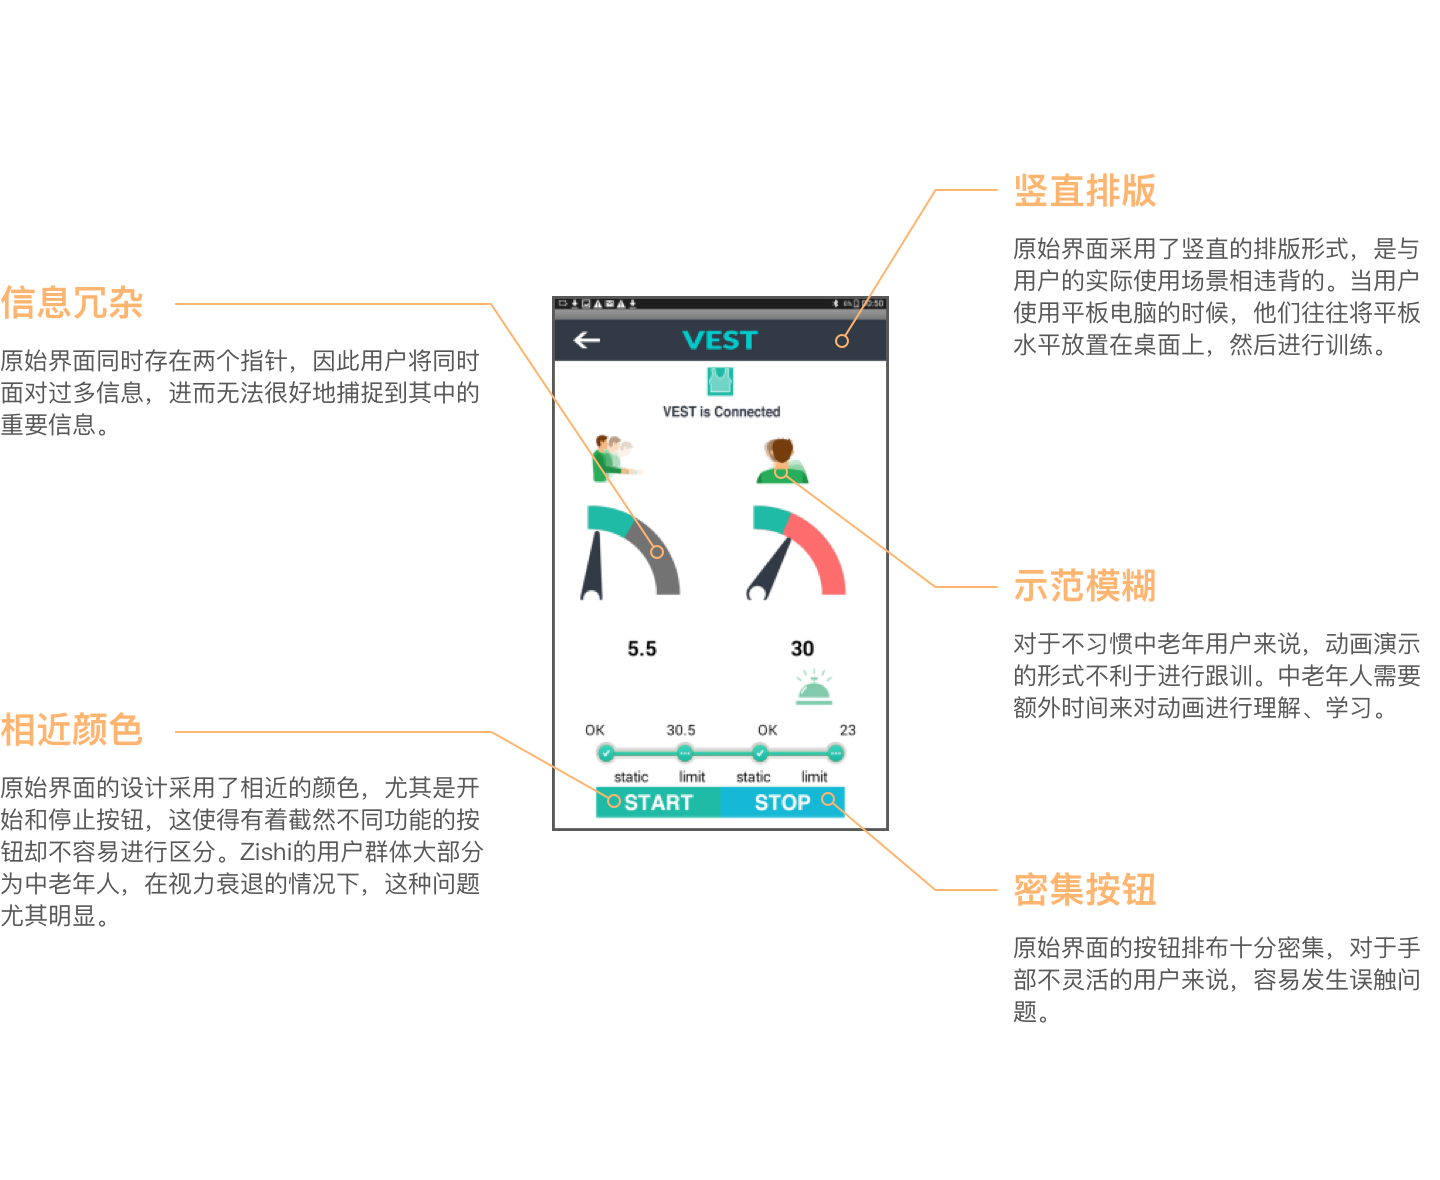 信息冗杂
原始界面同时存在两个指针，因此用户将同时
面对过多信息，进而无法很好地捕捉到其中的
重要信息。
相近颜色
原始界面的设计采用了相近的颜色，尤其是开
始和停止按钮，这使得有着截然不同功能的按
钮却不容易进行区分。Zishi的用户群体大部分
为中老年人，在视力衰退的情况下，这种问题
尤其明显。
VEST
VEST is Connected
5.5
30
OK
30.5
OK
23
static
limit
static
limit
START
STOP
竖直排版
原始界面采用了竖直的排版形式，是与
用户的实际使用场景相违背的。当用户
使用平板电脑的时候，他们往往将平板
水平放置在桌面上，然后进行训练。
示范模糊
对于不习惯中老年用户来说，动画演示
的形式不利于进行跟训。中老年人需要
额外时间来对动画进行理解、学习。
密集按钮
原始界面的按钮排布十分密集，对于手
部不灵活的用户来说，容易发生误触问
题。